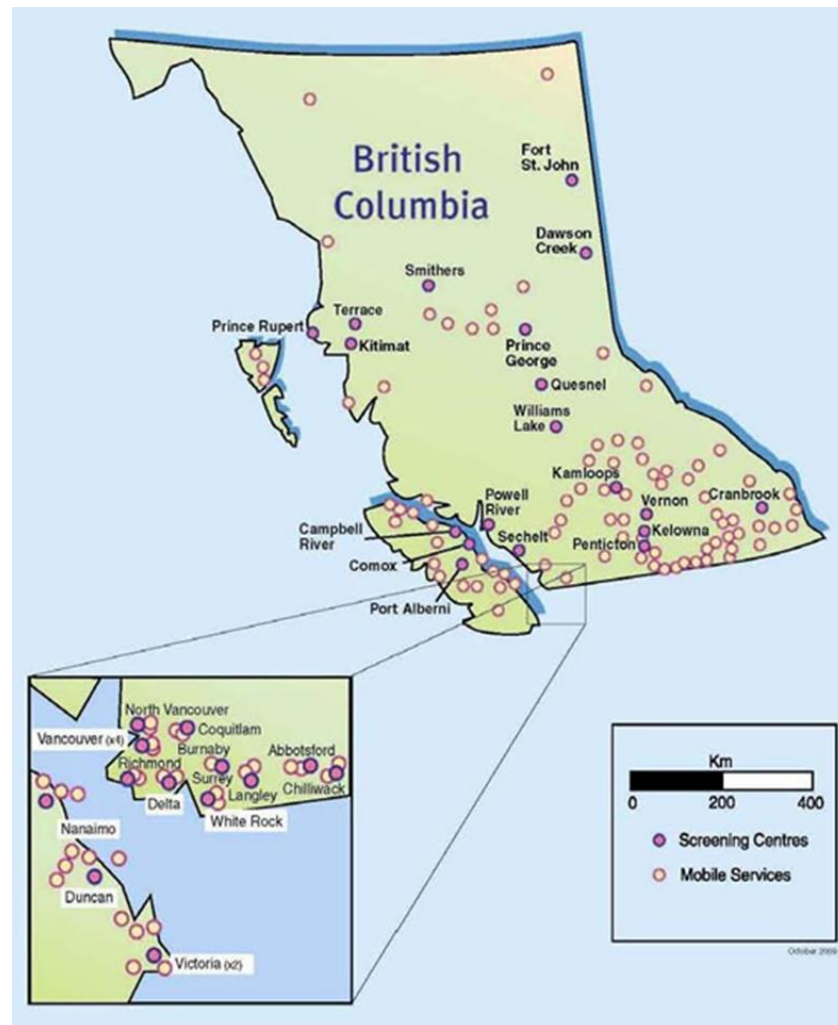 British
Columbia
Fort
St. John
Dawson
Creek
Smithers
Terrace
Prince Rupert
Kitimat
Prince
George
Quesnel
Williams
Lake
Kamloops
Vernon
Cranbrook
Powell
River
Campbell
River
Sechelt
Kelowna
Penticton
Comox
Port Alberni
North Vancouver
Vancouver (x4)
Coquitlam
Burnaby
Abbotsford
Richmond
Surrey
Chilliwack
Delta
Langley
White Rock
Nanaimo
Duncan
Victoria (x2)
Km
0 200 400
Screening Centres
Mobile Services
October 2009